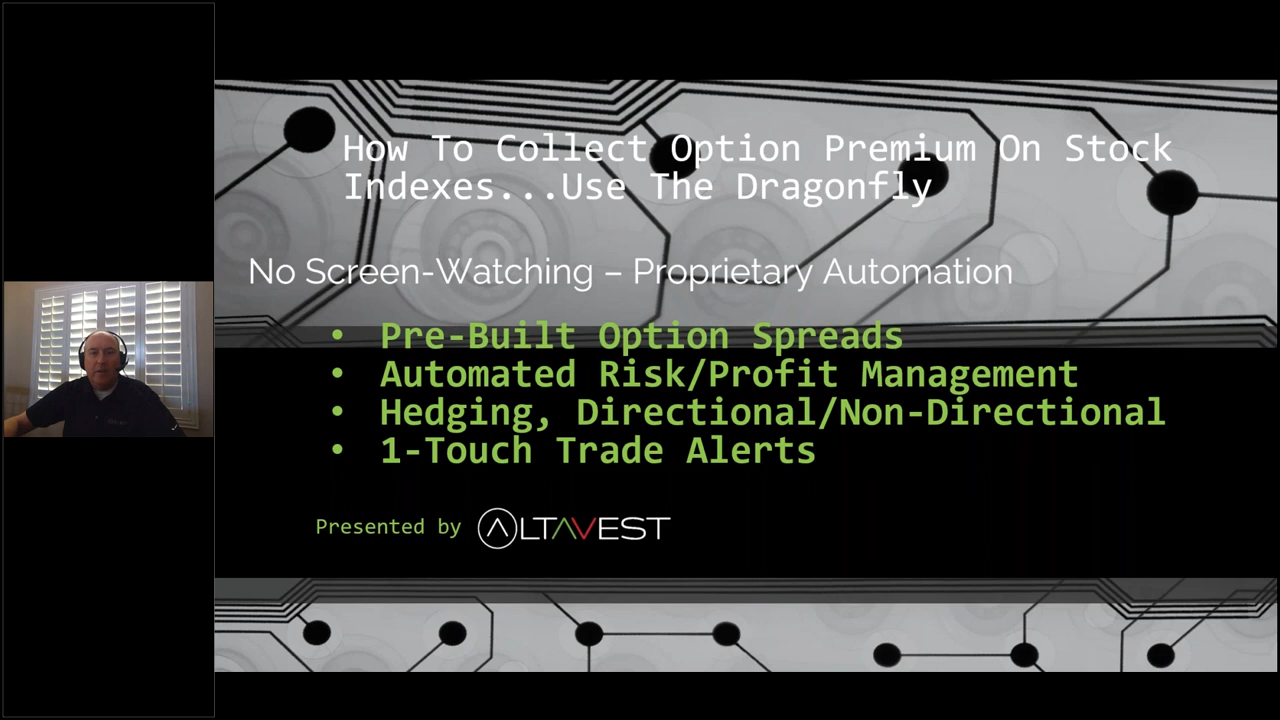 How To Collect Option Premium On Stock
Indexes...Use The Dragonfly
No Screen-Watching – Proprietary Automation
• Pre-Built Option Spreads
• Automated Risk/Profit Management
• Hedging, Directional/Non-Directional
• 1-Touch Trade Alerts
Presented by ALTAVEST